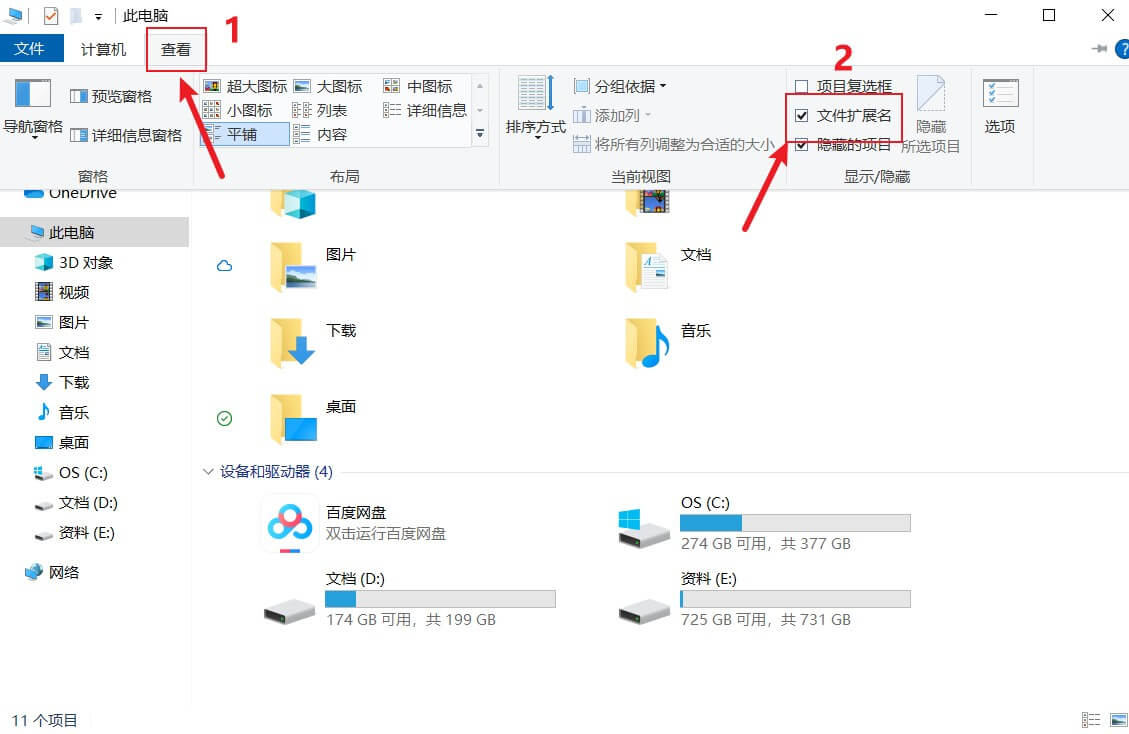 此电脑
1
文件 计算机 查看
2
导航窗格
预览窗格
详细信息窗格
窗格
超大图标 大图标 中图标
小图标 列表 详细信息
平铺 内容
布局
排序方式
分组依据
添加列
将所有列调整为合适的大小
当前视图
项目复选框
文件扩展名
隐藏的项目
隐藏
所选项目
显示/隐藏
选项
OneDrive
此电脑
3D 对象
视频
图片
文档
下载
音乐
桌面
OS (C:)
文档 (D:)
资料 (E:)
网络
图片
文档
下载
音乐
桌面
设备和驱动器 (4)
百度网盘
双击运行百度网盘
OS (C:)
274 GB 可用，共 377 GB
文档 (D:)
174 GB 可用，共 199 GB
资料 (E:)
725 GB 可用，共 731 GB
11 个项目